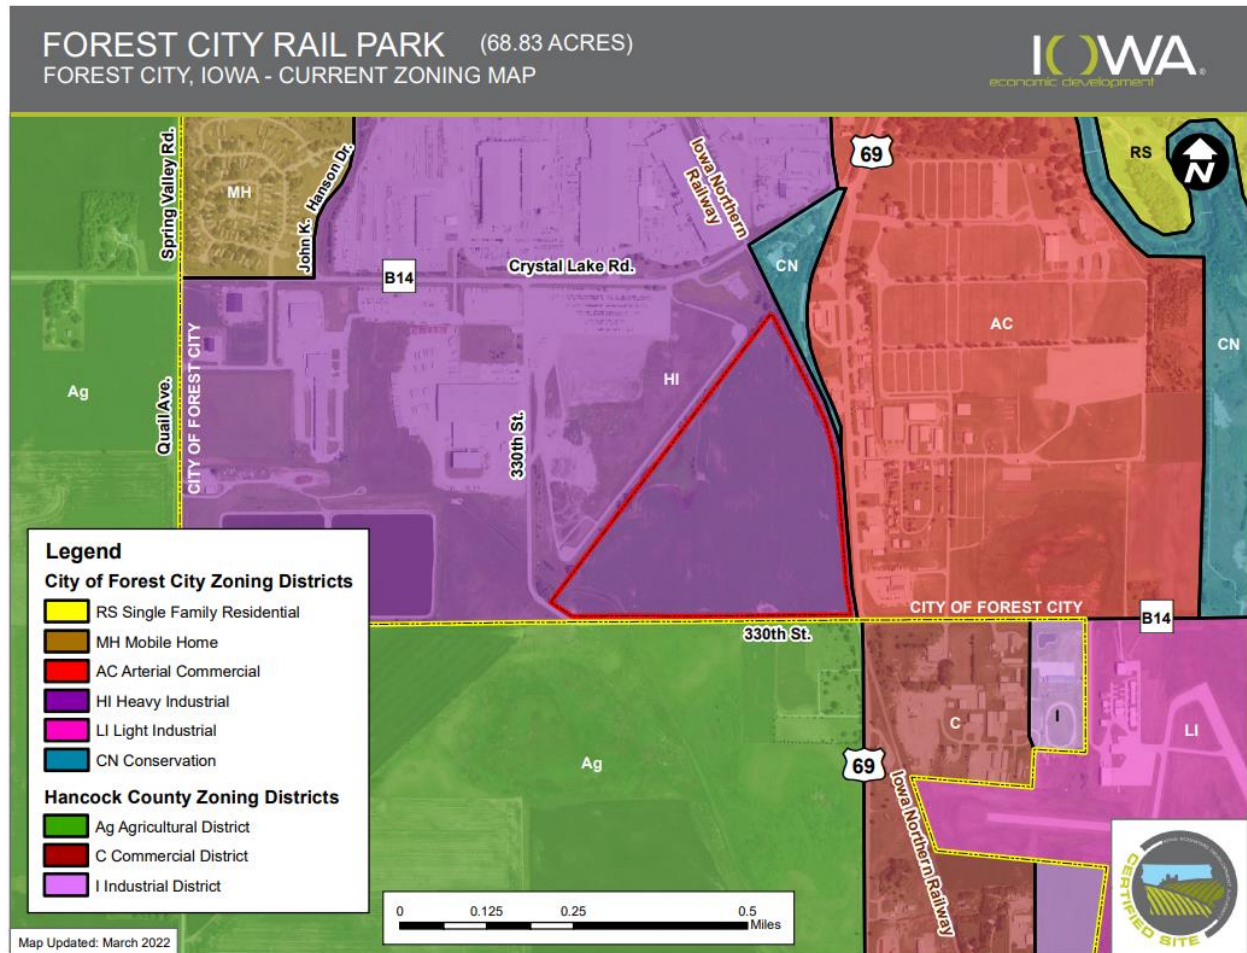 FOREST CITY RAIL PARK (68.83 ACRES)
FOREST CITY, IOWA - CURRENT ZONING MAP
IOWA®
economic development
Spring Valley Rd.
MH
John K. Hanson Dr.
Iowa Northern
Railway
69
RS
N
B14
Crystal Lake Rd.
CN
AC
CN
Ag
Quail Ave.
CITY OF FOREST CITY
HI
330th St.
CITY OF FOREST CITY
B14
330th St.
C
I
LI
Ag
69
Iowa Northern Railway
Legend
City of Forest City Zoning Districts
RS Single Family Residential
MH Mobile Home
AC Arterial Commercial
HI Heavy Industrial
LI Light Industrial
CN Conservation
Hancock County Zoning Districts
Ag Agricultural District
C Commercial District
I Industrial District
0 0.125 0.25 0.5
Miles
CERTIFIED SITE
Map Updated: March 2022